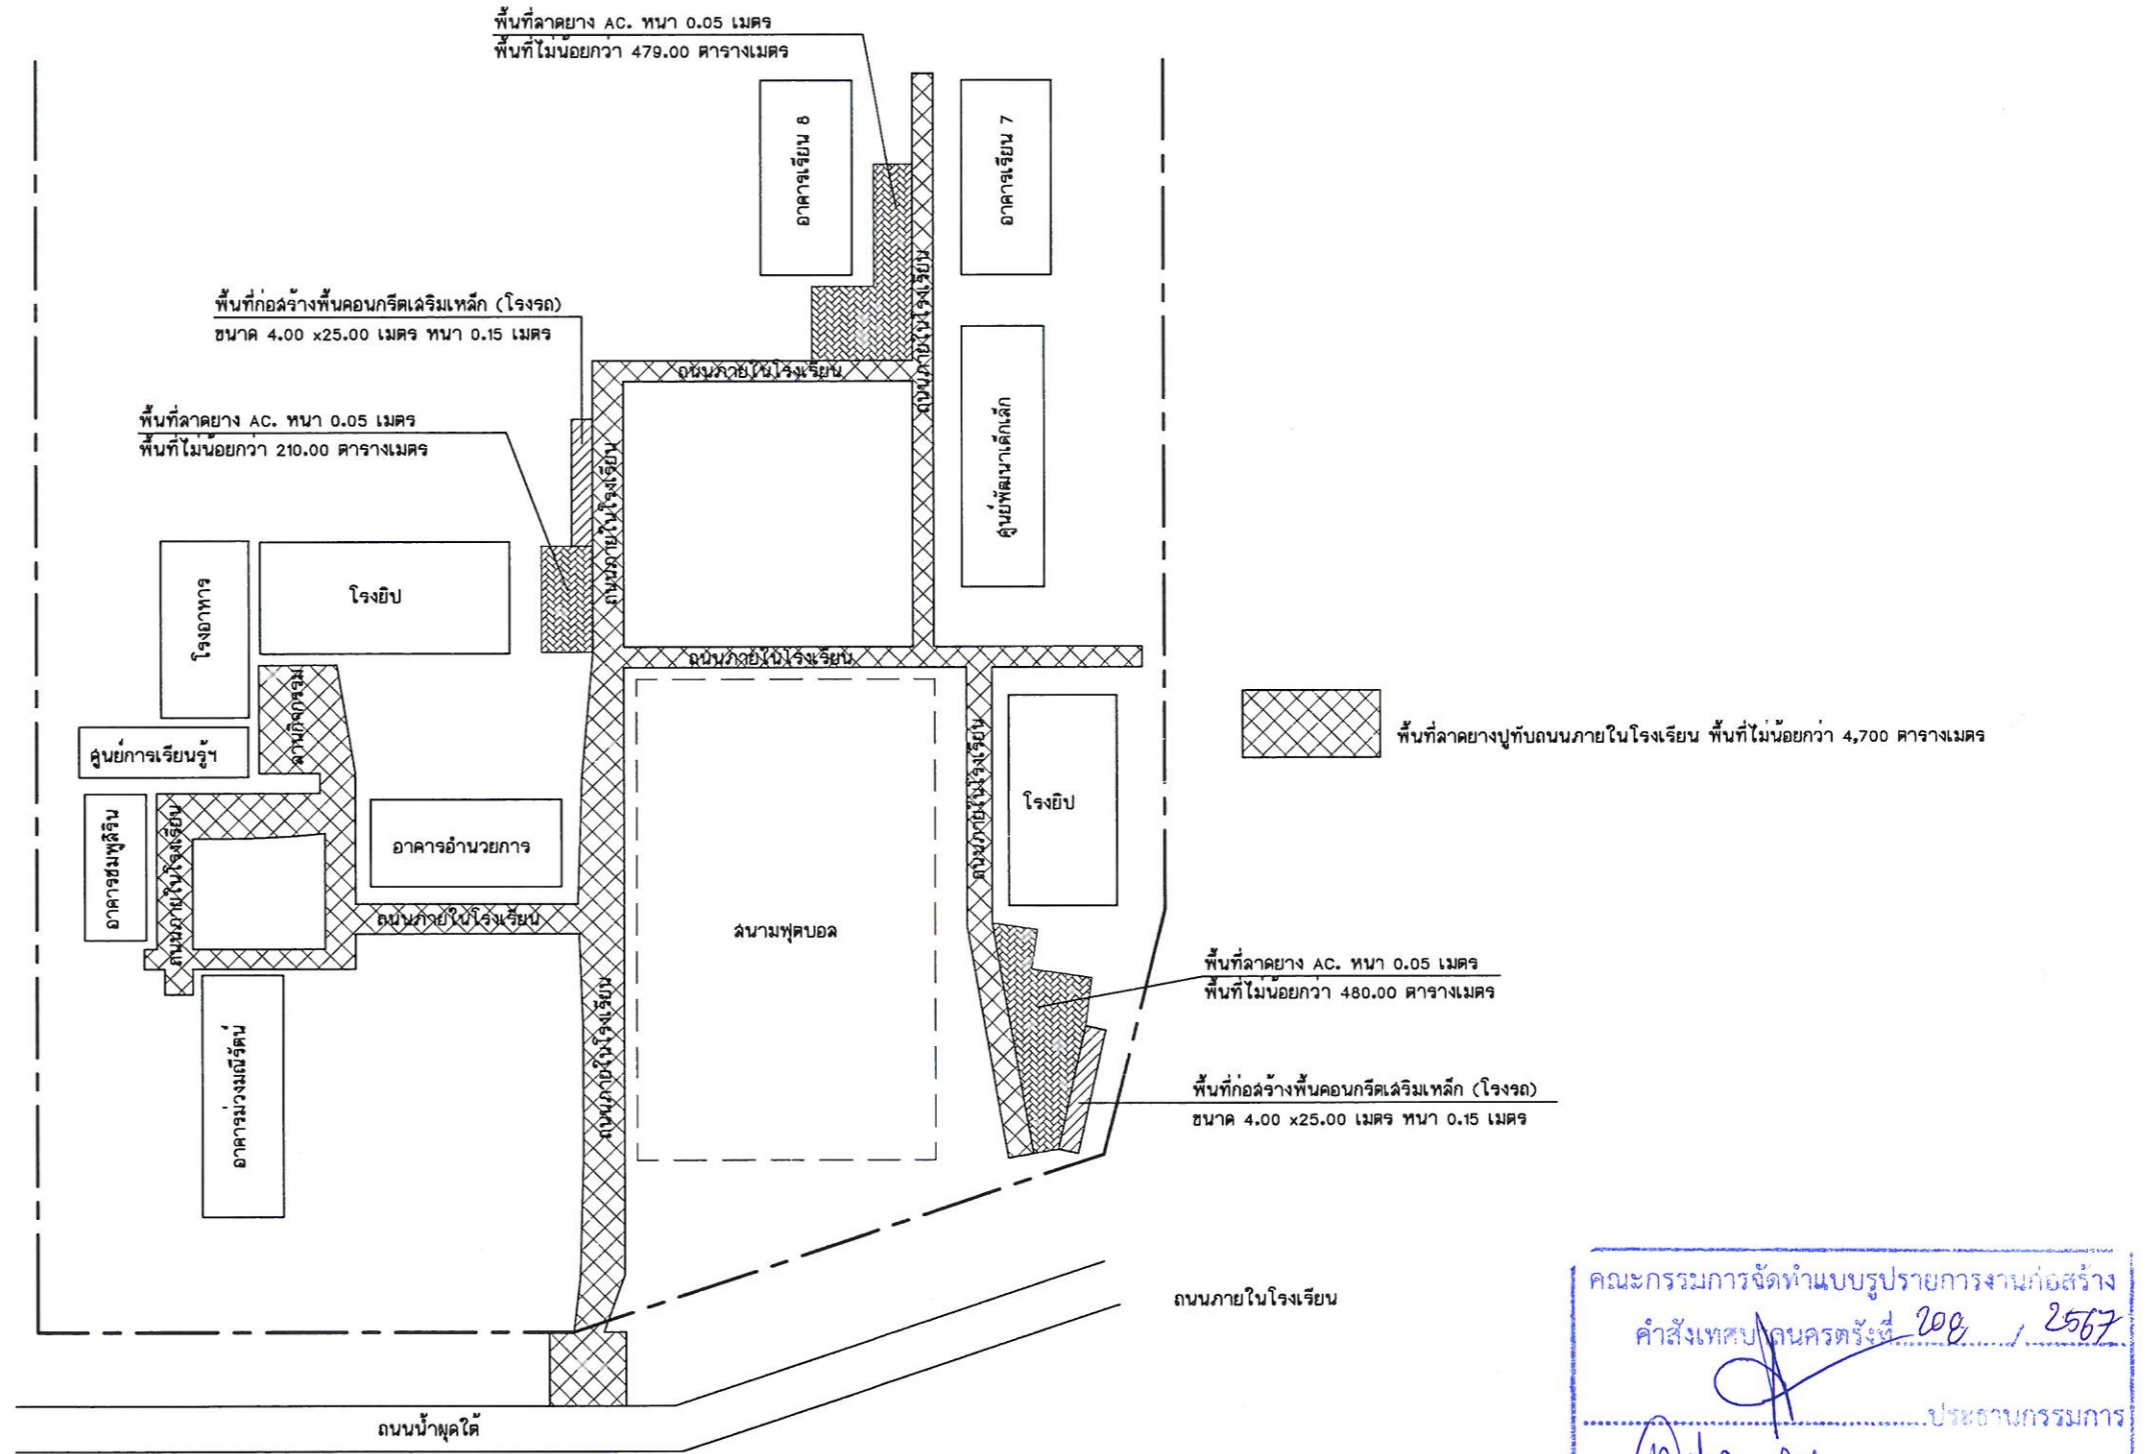 พื้นที่ลาดยาง AC. หนา 0.05 เมตร
พื้นที่ไม่น้อยกว่า 479.00 ตารางเมตร
อาคารเรียน 8
อาคารเรียน 7
พื้นที่ก่อสร้างพื้นคอนกรีตเสริมเหล็ก (โรงรถ)
ขนาด 4.00 x25.00 เมตร หนา 0.15 เมตร
ถนนภายในโรงเรียน
ถนนภายในโรงเรียน
พื้นที่ลาดยาง AC. หนา 0.05 เมตร
พื้นที่ไม่น้อยกว่า 210.00 ตารางเมตร
ถนนภายในโรงเรียน
ศูนย์พัฒนาเด็กเล็ก
โรงอาหาร
โรงยิป
ถนนภายในโรงเรียน
ลานกิจกรรม
ศูนย์การเรียนรู้ฯ
พื้นที่ลาดยางปูทับถนนภายในโรงเรียน พื้นที่ไม่น้อยกว่า 4,700 ตารางเมตร
ถนนภายในโรงเรียน
โรงยิป
อาคารชมพูสิริน
ถนนภายในโรงเรียน
อาคารอำนวยการ
ถนนภายในโรงเรียน
สนามฟุตบอล
พื้นที่ลาดยาง AC. หนา 0.05 เมตร
พื้นที่ไม่น้อยกว่า 480.00 ตารางเมตร
อาคารม่วงมณีรัตน์
ถนนภายในโรงเรียน
พื้นที่ก่อสร้างพื้นคอนกรีตเสริมเหล็ก (โรงรถ)
ขนาด 4.00 x25.00 เมตร หนา 0.15 เมตร
ถนนภายในโรงเรียน
คณะกรรมการจัดทำแบบรูปรายการงานก่อสร้าง
คำสั่งเทศบาลนครตรังที่ 208 / 2567
ประธานกรรมการ
ถนนน้ำผุดใต้